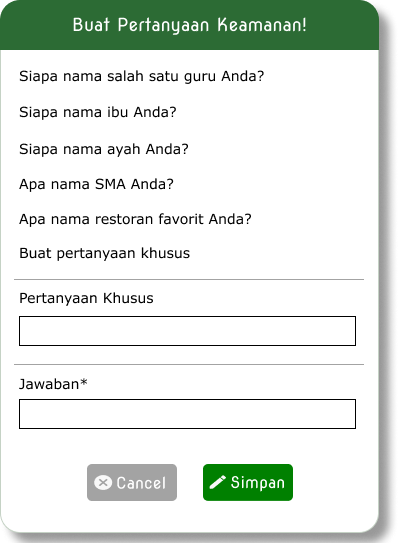 Buat Pertanyaan Keamanan!
Siapa nama salah satu guru Anda?
Siapa nama ibu Anda?
Siapa nama ayah Anda?
Apa nama SMA Anda?
Apa nama restoran favorit Anda?
Buat pertanyaan khusus
Pertanyaan Khusus
Jawaban*
Cancel Simpan